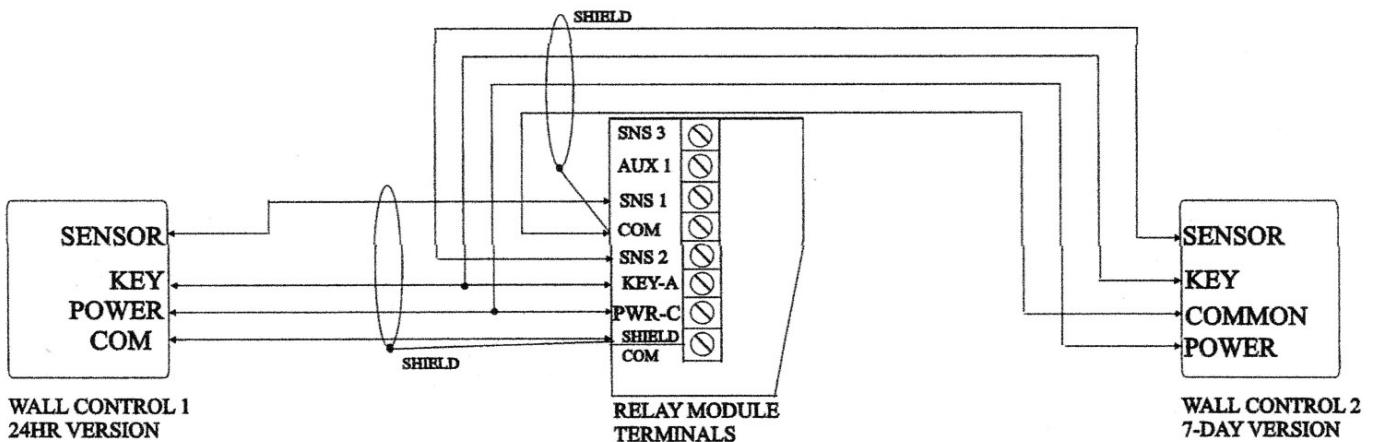 SHIELD
SNS 3
AUX 1
SNS 1
COM
SNS 2
KEY-A
PWR-C
SHIELD
COM
SENSOR
KEY
POWER
COM
SHIELD
SENSOR
KEY
COMMON
POWER
WALL CONTROL 1
24HR VERSION
RELAY MODULE
TERMINALS
WALL CONTROL 2
7-DAY VERSION